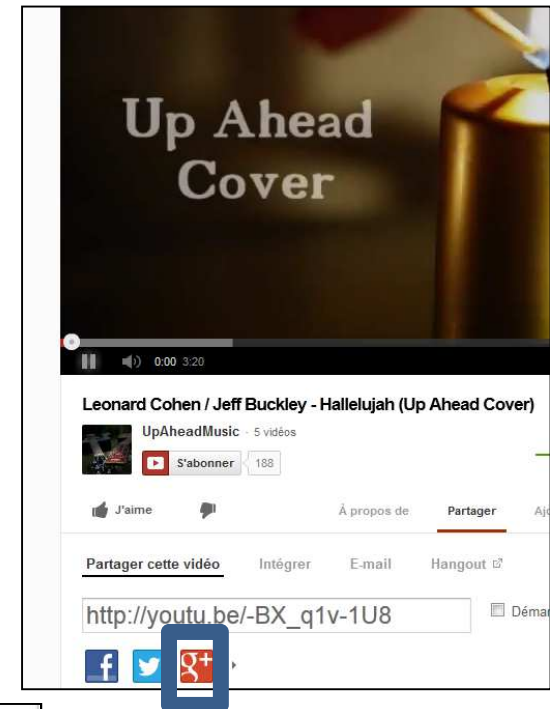 Up Ahead
Cover
0:00 3:20
Leonard Cohen / Jeff Buckley - Hallelujah (Up Ahead Cover)
UpAheadMusic · 5 vidéos
S'abonner 188
J'aime À propos de Partager Ajo
Partager cette vidéo Intégrer E-mail Hangout
http://youtu.be/-BX_q1v-1U8 Démar
f g+